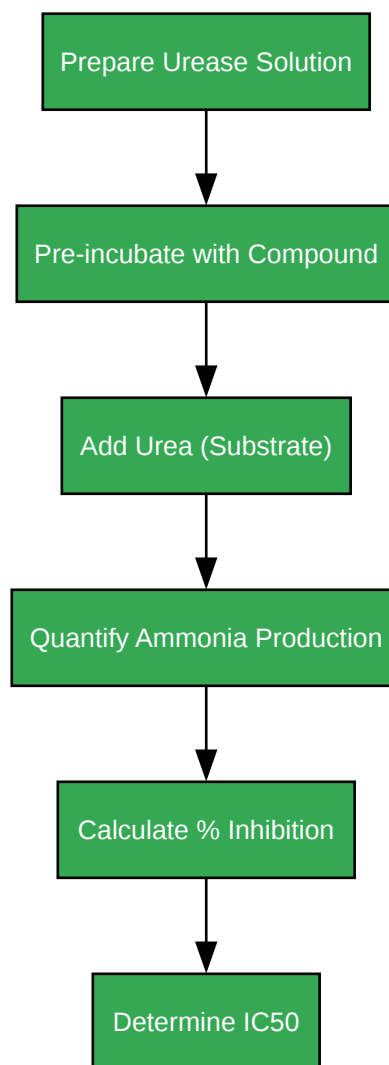 Prepare Urease Solution
Pre-incubate with Compound
Add Urea (Substrate)
Quantify Ammonia Production
Calculate % Inhibition
Determine IC50